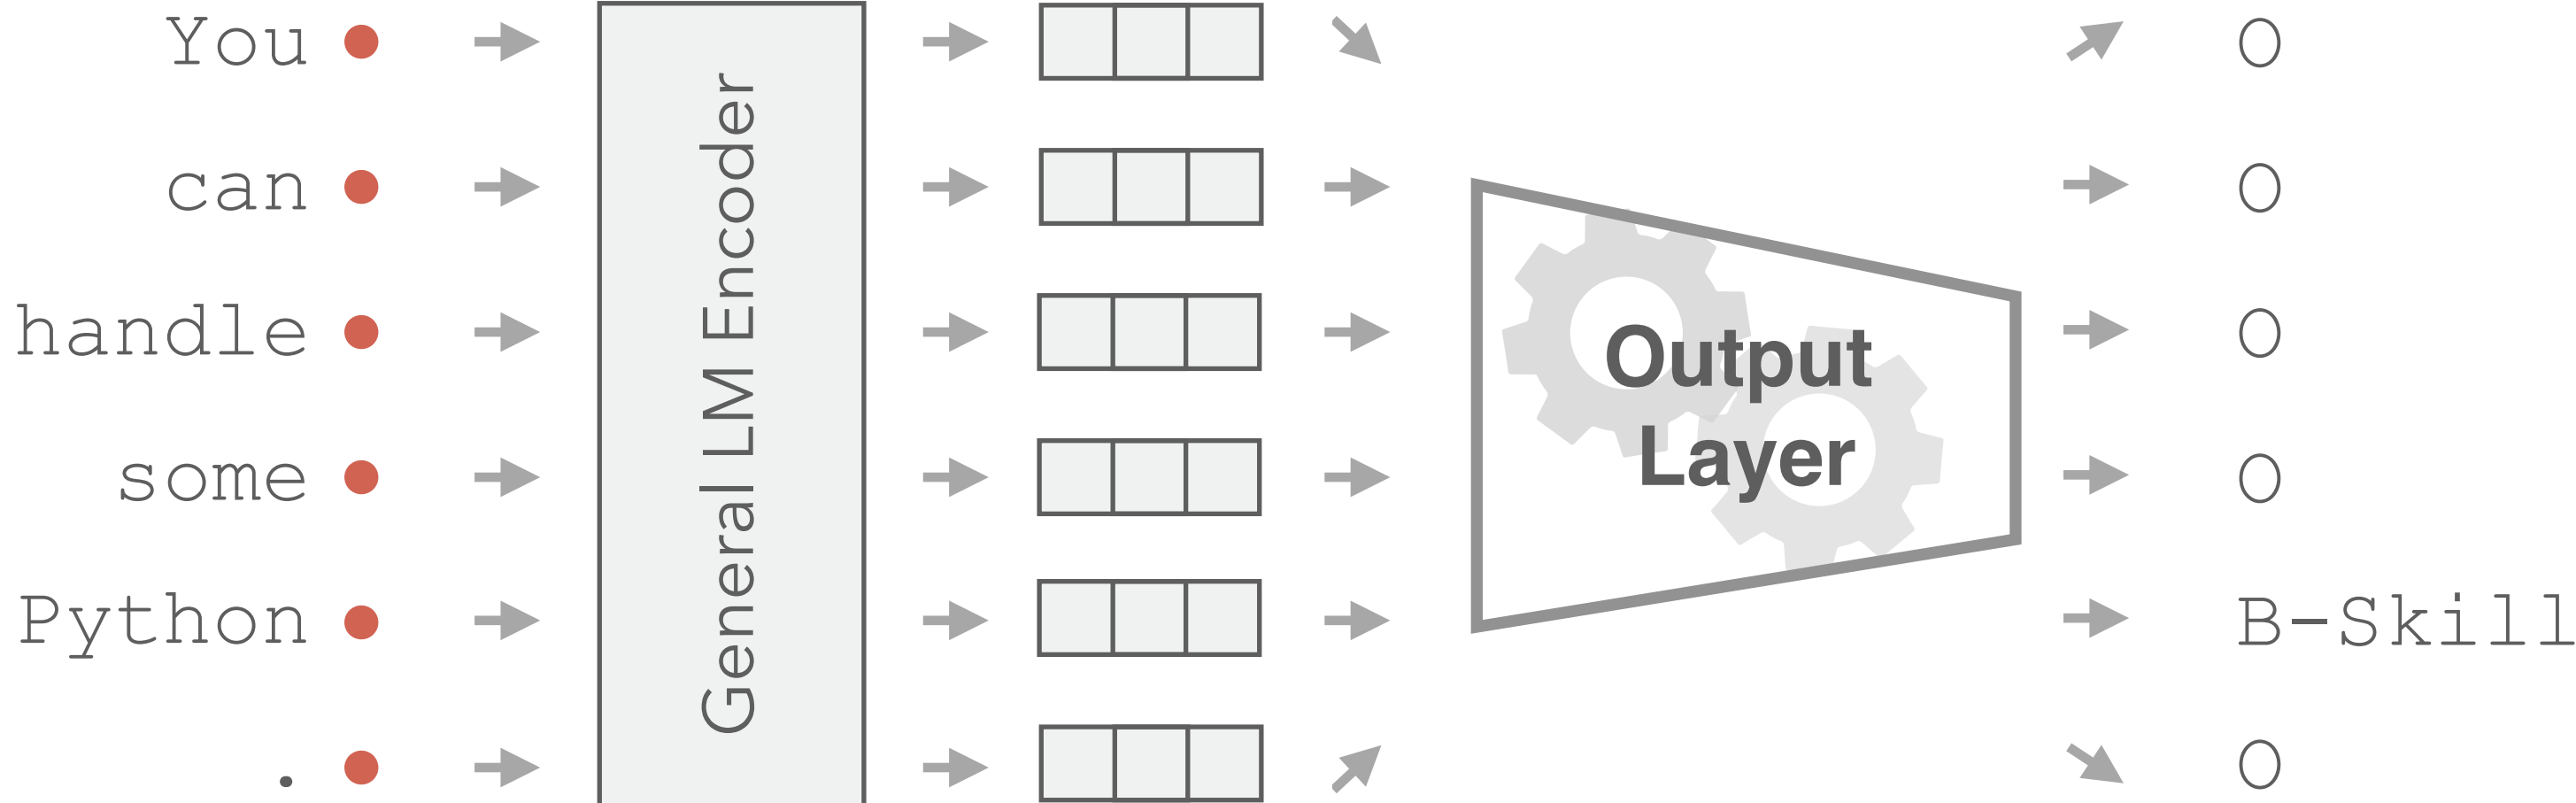 You
can
handle
some
Python
.
General LM Encoder
Output
Layer
O
O
O
O
B-Skill
O